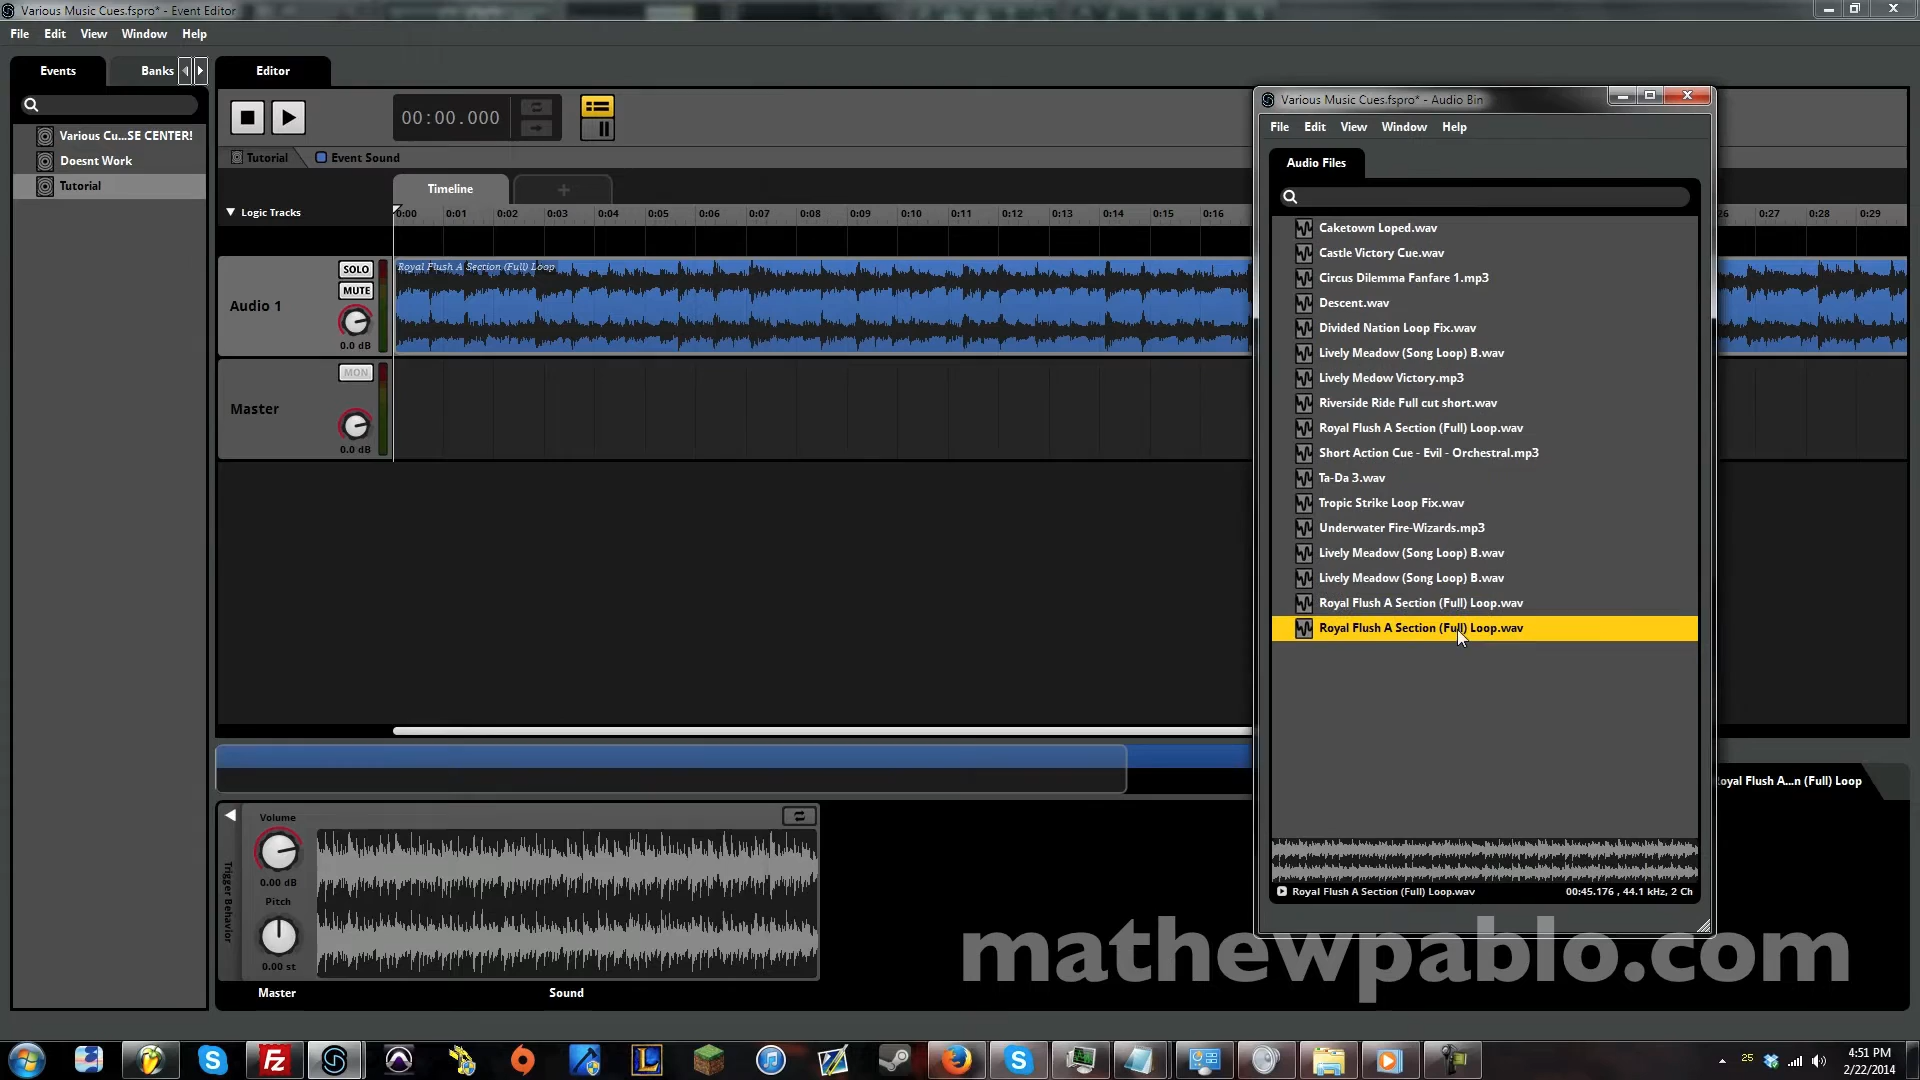 Various Music Cues.fspro* - Event Editor
File Edit View Window Help
Events Banks Editor
00:00.000
Tutorial Event Sound
Various Cu...SE CENTER!
Doesnt Work
Tutorial
Timeline +
Logic Tracks
0:00 0:01 0:02 0:03 0:04 0:05 0:06 0:07 0:08 0:09 0:10 0:11 0:12 0:13 0:14 0:15 0:16 26 0:27 0:28 0:29
Royal Flush A Section (Full) Loop
Audio 1
SOLO
MUTE
0.0 dB
Master
MON
0.0 dB
Various Music Cues.fspro* - Audio Bin
File Edit View Window Help
Audio Files
Caketown Loped.wav
Castle Victory Cue.wav
Circus Dilemma Fanfare 1.mp3
Descent.wav
Divided Nation Loop Fix.wav
Lively Meadow (Song Loop) B.wav
Lively Medow Victory.mp3
Riverside Ride Full cut short.wav
Royal Flush A Section (Full) Loop.wav
Short Action Cue - Evil - Orchestral.mp3
Ta-Da 3.wav
Tropic Strike Loop Fix.wav
Underwater Fire-Wizards.mp3
Lively Meadow (Song Loop) B.wav
Lively Meadow (Song Loop) B.wav
Royal Flush A Section (Full) Loop.wav
Royal Flush A Section (Full) Loop.wav
Royal Flush A Section (Full) Loop.wav 00:45.176 , 44.1 kHz, 2 Ch
oyal Flush A...n (Full) Loop
Trigger Behavior
Volume
0.00 dB
Pitch
0.00 st
Master Sound
mathewpablo.com
25
4:51 PM
2/22/2014